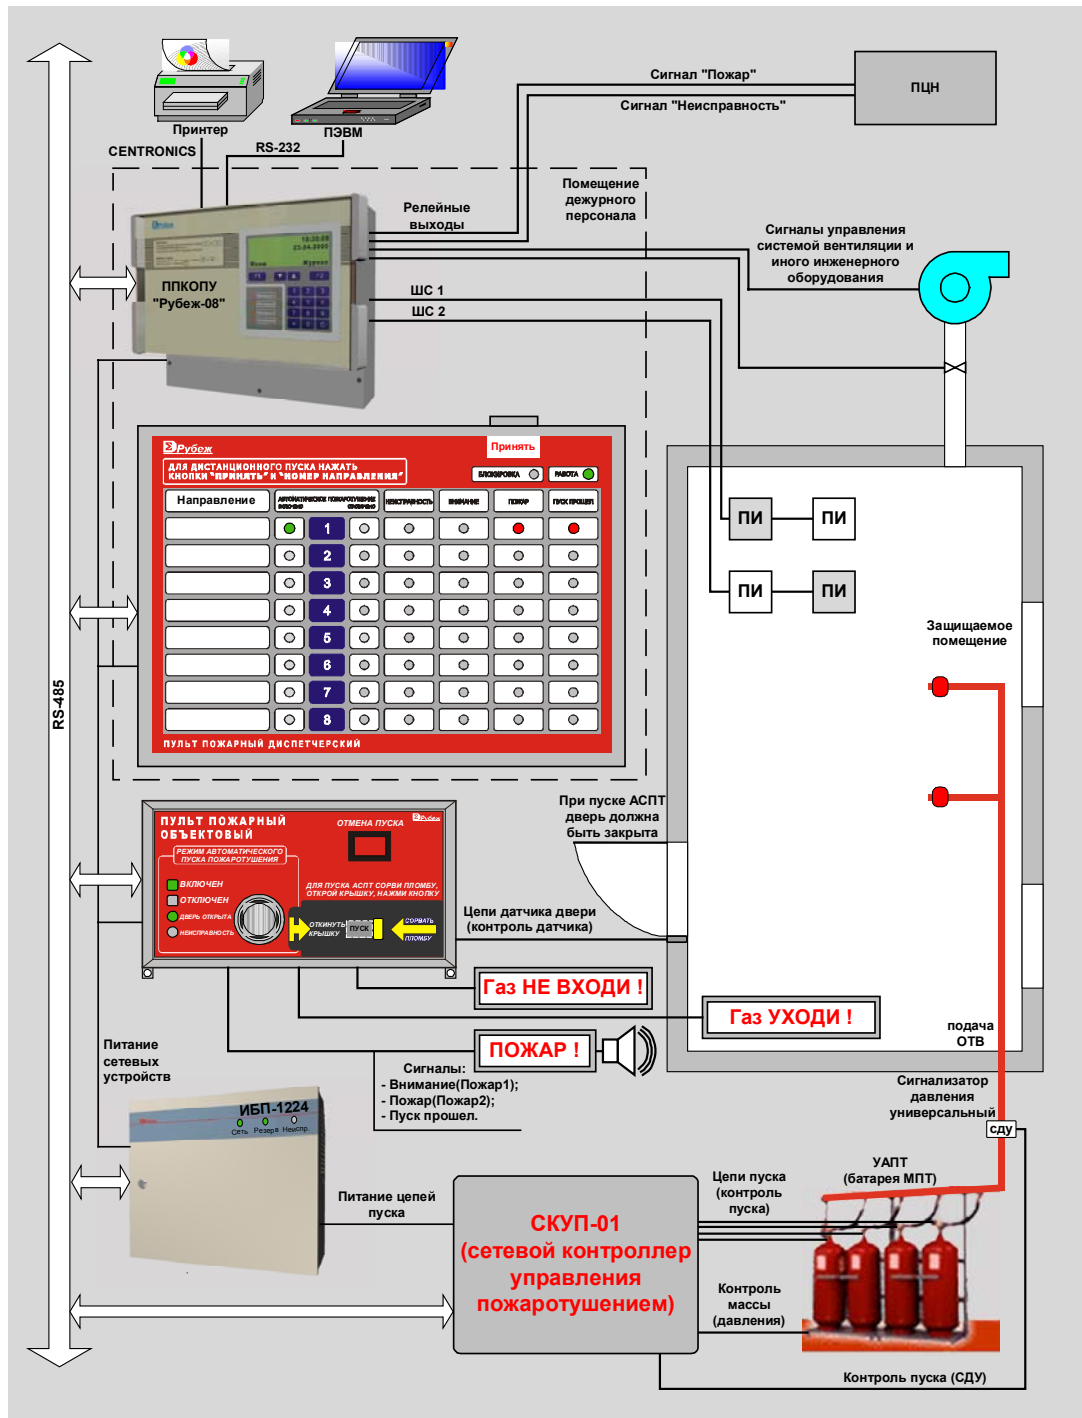 Принтер
CENTRONICS
ПЭВМ
RS-232
Сигнал "Пожар"
Сигнал "Неисправность"
ПЦН
Помещение
дежурного
персонала
Релейные
выходы
Сигналы управления
системой вентиляции и
иного инженерного
оборудования
ППКОПУ
"Рубеж-08"
ШС 1
ШС 2
Рубеж
Принять
ДЛЯ ДИСТАНЦИОННОГО ПУСКА НАЖАТЬ
КНОПКИ "ПРИНЯТЬ" И "НОМЕР НАПРАВЛЕНИЯ"
БЛОКИРОВКА
РАБОТА
Направление
АВТОМАТИЧЕСКОЕ ПОЖАРОТУШЕНИЕ
ВКЛЮЧЕНО
ОТКЛЮЧЕНО
НЕИСПРАВНОСТЬ
ВНИМАНИЕ
ПОЖАР
ПУСК ПРОШЕЛ
1
2
3
4
5
6
7
8
ПУЛЬТ ПОЖАРНЫЙ ДИСПЕТЧЕРСКИЙ
ПИ
ПИ
ПИ
ПИ
Защищаемое
помещение
RS-485
ПУЛЬТ ПОЖАРНЫЙ
ОБЪЕКТОВЫЙ
ОТМЕНА ПУСКА
Рубеж
РЕЖИМ АВТОМАТИЧЕСКОГО
ПУСКА ПОЖАРОТУШЕНИЯ
ВКЛЮЧЕН
ОТКЛЮЧЕН
ДВЕРЬ ОТКРЫТА
НЕИСПРАВНОСТЬ
ДЛЯ ПУСКА АСПТ СОРВИ ПЛОМБУ,
ОТКРОЙ КРЫШКУ, НАЖМИ КНОПКУ
ОТКИНУТЬ
КРЫШКУ
ПУСК
СОРВАТЬ
ПЛОМБУ
При пуске АСПТ
дверь должна
быть закрыта
Цепи датчика двери
(контроль датчика)
Газ НЕ ВХОДИ !
Газ УХОДИ !
ПОЖАР !
Сигналы:
- Внимание(Пожар1);
- Пожар(Пожар2);
- Пуск прошел.
подача
ОТВ
Питание
сетевых
устройств
Сигнализатор
давления
универсальный
сду
ИБП-1224
Сеть Резерв Неиспр.
Питание цепей
пуска
СКУП-01
(сетевой контроллер
управления
пожаротушением)
Цепи пуска
(контроль
пуска)
УАПТ
(батарея МПТ)
Контроль
массы
(давления)
Контроль пуска (СДУ)